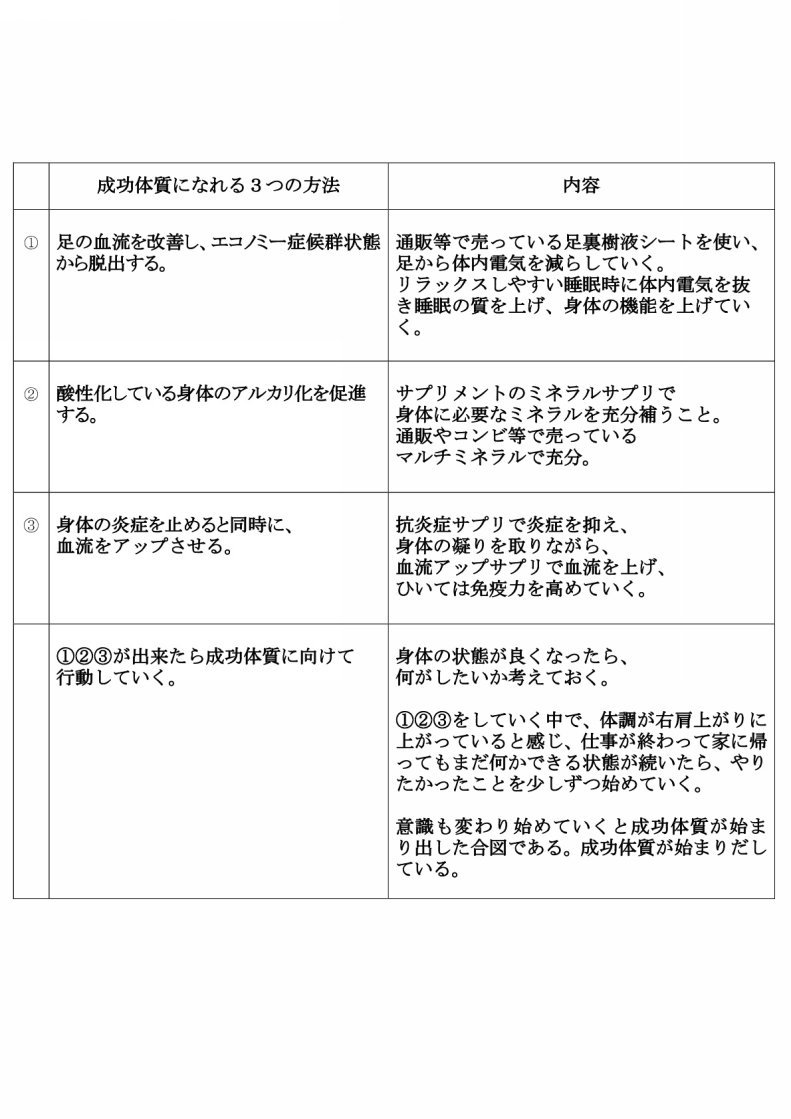 成功体質になれる３つの方法
内容
①
足の血流を改善し、エコノミー症候群状態
から脱出する。
通販等で売っている足裏樹液シートを使い、
足から体内電気を減らしていく。
リラックスしやすい睡眠時に体内電気を抜
き睡眠の質を上げ、身体の機能を上げてい
く。
②
酸性化している身体のアルカリ化を促進
する。
サプリメントのミネラルサプリで
身体に必要なミネラルを充分補うこと。
通販やコンビ等で売っている
マルチミネラルで充分。
③
身体の炎症を止めると同時に、
血流をアップさせる。
抗炎症サプリで炎症を抑え、
身体の凝りを取りながら、
血流アップサプリで血流を上げ、
ひいては免疫力を高めていく。
①②③が出来たら成功体質に向けて
行動していく。
身体の状態が良くなったら、
何がしたいか考えておく。
①②③をしていく中で、体調が右肩上がりに
上がっていると感じ、仕事が終わって家に帰
ってもまだ何かできる状態が続いたら、やり
たかったことを少しずつ始めていく。
意識も変わり始めていくと成功体質が始ま
り出した合図である。成功体質が始まりだし
ている。